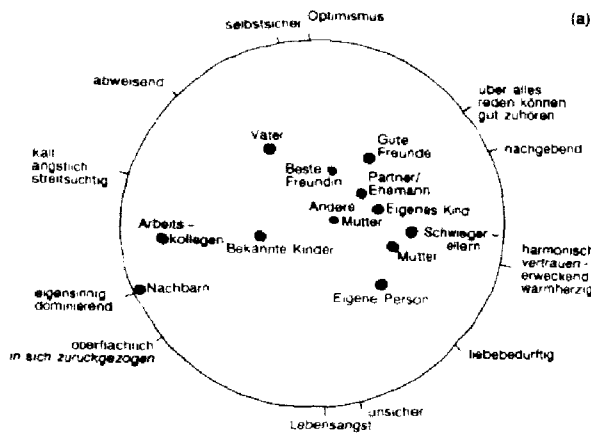 selbstsicher
Optimismus
(a)
abweisend
über alles
reden können
gut zuhören
nachgebend
kalt
ängstlich
streitsüchtig
Vater
Gute
Freunde
Beste
Freundin
Partner/
Ehemann
Andere
Mutter
Eigenes Kind
Arbeits-
kollegen
Bekannte Kinder
Schwieger-
eltern
Mutter
harmonisch
vertrauen-
erweckend
warmherzig
Nachbarn
eigensinnig
dominierend
Eigene Person
oberflächlich
in sich zurückgezogen
liebebedürftig
unsicher
Lebensangst